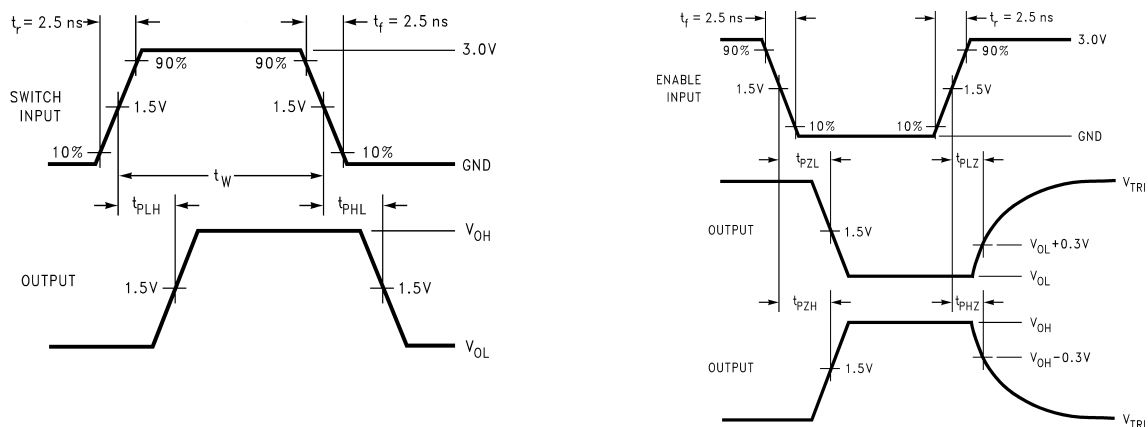 tr = 2.5 ns
tf = 2.5 ns
3.0V
90%
90%
SWITCH
INPUT
1.5V
1.5V
10%
10%
GND
tW
tPLH
tPHL
VOH
OUTPUT
1.5V
1.5V
VOL
tf = 2.5 ns
tr = 2.5 ns
3.0V
90%
90%
ENABLE
INPUT
1.5V
1.5V
10%
10%
GND
tPZL
tPLZ
VTRI
OUTPUT
1.5V
VOL+0.3V
VOL
tPZH
tPHZ
VOH
VOH−0.3V
OUTPUT
1.5V
VTRI